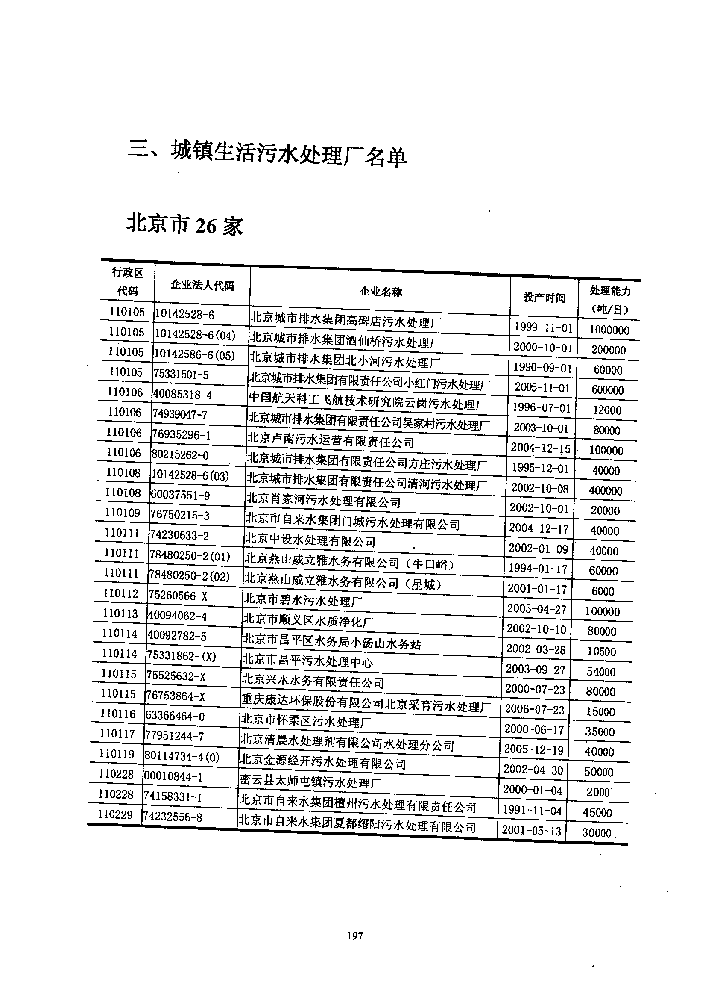 三、城镇生活污水处理厂名单
北京市 26 家
行政区代码 企业法人代码 企业名称 投产时间 处理能力（吨/日）
110105 10142528-6 北京城市排水集团高碑店污水处理厂 1999-11-01 1000000
110105 10142528-6(04) 北京城市排水集团酒仙桥污水处理厂 2000-10-01 200000
110105 10142586-6(05) 北京城市排水集团北小河污水处理厂 1990-09-01 60000
110105 75331501-5 北京城市排水集团有限责任公司小红门污水处理厂 2005-11-01 600000
110106 40085318-4 中国航天科工飞航技术研究院云岗污水处理厂 1996-07-01 12000
110106 74939047-7 北京城市排水集团有限责任公司吴家村污水处理厂 2003-10-01 80000
110106 76935296-1 北京卢南污水运营有限责任公司 2004-12-15 100000
110106 80215262-0 北京城市排水集团有限责任公司方庄污水处理厂 1995-12-01 40000
110108 10142528-6(03) 北京城市排水集团有限责任公司清河污水处理厂 2002-10-08 400000
110108 60037551-9 北京肖家河污水处理有限公司 2002-10-01 20000
110109 76750215-3 北京市自来水集团门城污水处理有限公司 2004-12-17 40000
110111 74230633-2 北京中设水处理有限公司 2002-01-09 40000
110111 78480250-2(01) 北京燕山威立雅水务有限公司（牛口峪） 1994-01-17 60000
110111 78480250-2(02) 北京燕山威立雅水务有限公司（星城） 2001-01-17 6000
110112 75260566-X 北京市碧水污水处理厂 2005-04-27 100000
110113 40094062-4 北京市顺义区水质净化厂 2002-10-10 80000
110114 40092782-5 北京市昌平区水务局小汤山水务站 2002-03-28 10500
110114 75331862-(X) 北京市昌平污水处理中心 2003-09-27 54000
110115 75525632-X 北京兴水水务有限责任公司 2000-07-23 80000
110115 76753864-X 重庆康达环保股份有限公司北京采育污水处理厂 2006-07-23 15000
110116 63366464-0 北京市怀柔区污水处理厂 2000-06-17 35000
110117 77951244-7 北京清晨水处理剂有限公司水处理分公司 2005-12-19 40000
110119 80114734-4(0) 北京金源经开污水处理有限公司 2002-04-30 50000
110228 00010844-1 密云县太师屯镇污水处理厂 2000-01-04 2000
110228 74158331-1 北京市自来水集团檀州污水处理有限责任公司 1991-11-04 45000
110229 74232556-8 北京市自来水集团夏都缙阳污水处理有限公司 2001-05-13 30000
197